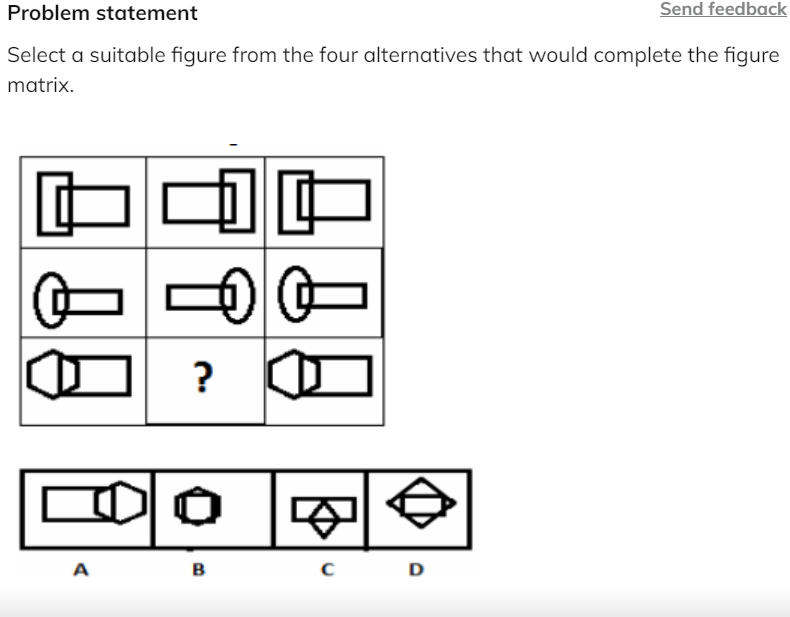 Problem statement
Send feedback
Select a suitable figure from the four alternatives that would complete the figure
matrix.
?
A B C D